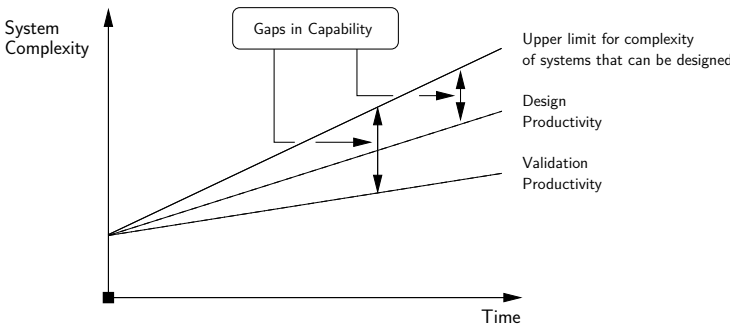 System
Complexity
Gaps in Capability
Upper limit for complexity
of systems that can be designed
Design
Productivity
Validation
Productivity
Time